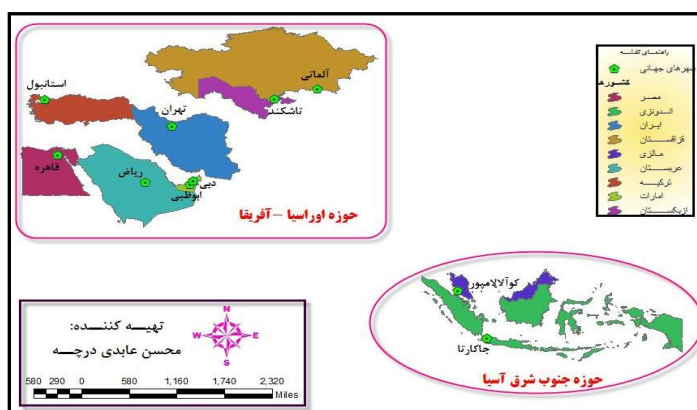 استانبول
آلماتی
تاشکند
تهران
قاهره
ریاض
دبی
ابوظبی
حوزه اوراسیا – آفریقا
راهنمای نقشه
شهرهای جهانی
کشورها
مصر
اندونزی
ایران
قزاقستان
مالزی
عربستان
ترکیه
امارات
ازبکستان
کوآلالامپور
جاکارتا
حوزه جنوب شرق آسیا
تهیه کننده:
محسن عابدی درچه
N
W E
S
580 290 0 580 1,160 1,740 2,320
Miles